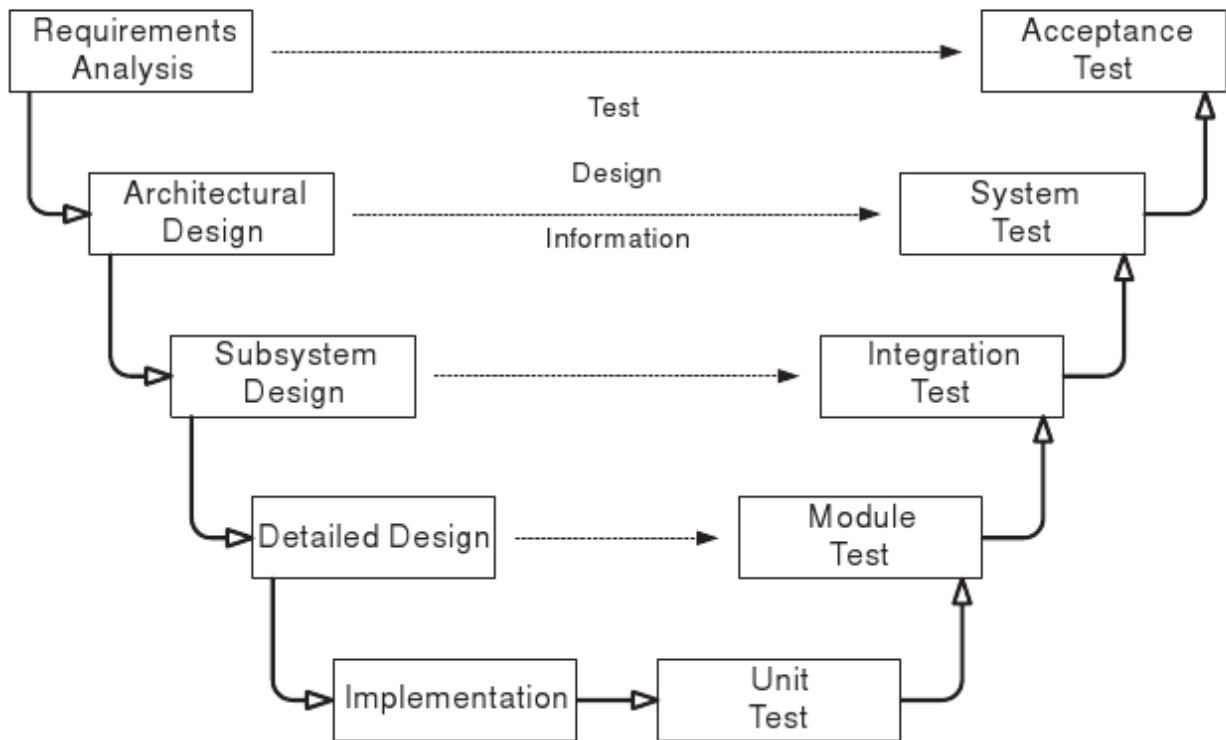 Requirements
Analysis
Acceptance
Test
Test
Design
Information
Architectural
Design
System
Test
Subsystem
Design
Integration
Test
Detailed Design
Module
Test
Implementation
Unit
Test